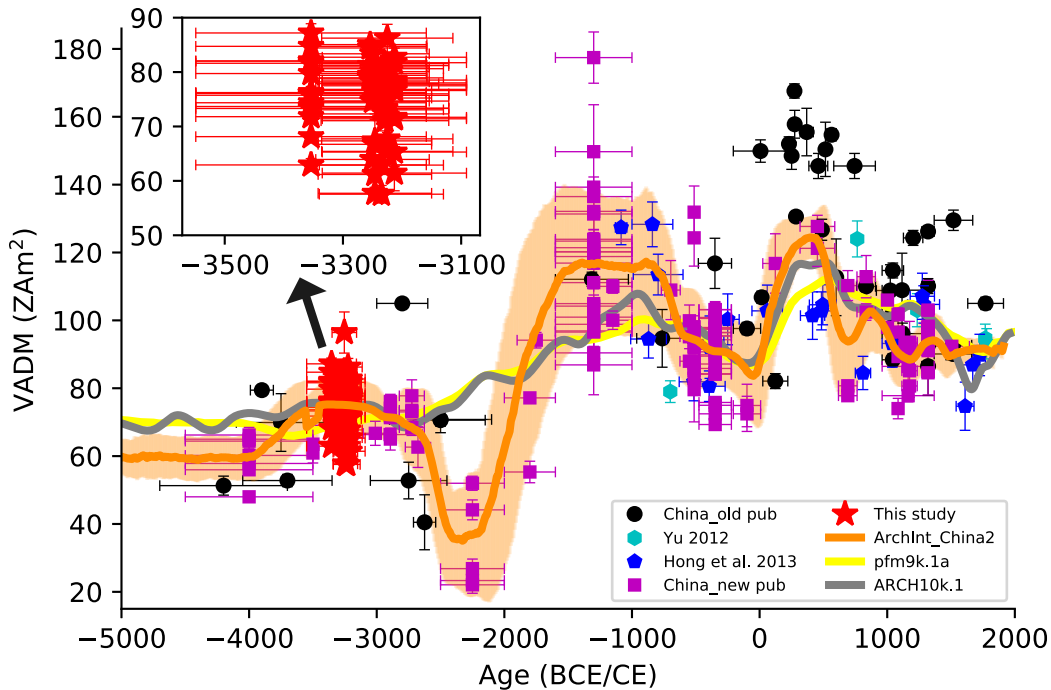 90
80
70
60
50
−3500
−3300
−3100
180
160
140
120
100
80
60
40
20
VADM (ZAm²)
−5000
−4000
−3000
−2000
−1000
0
1000
2000
Age (BCE/CE)
China_old pub
Yu 2012
Hong et al. 2013
China_new pub
This study
ArchInt_China2
pfm9k.1a
ARCH10k.1